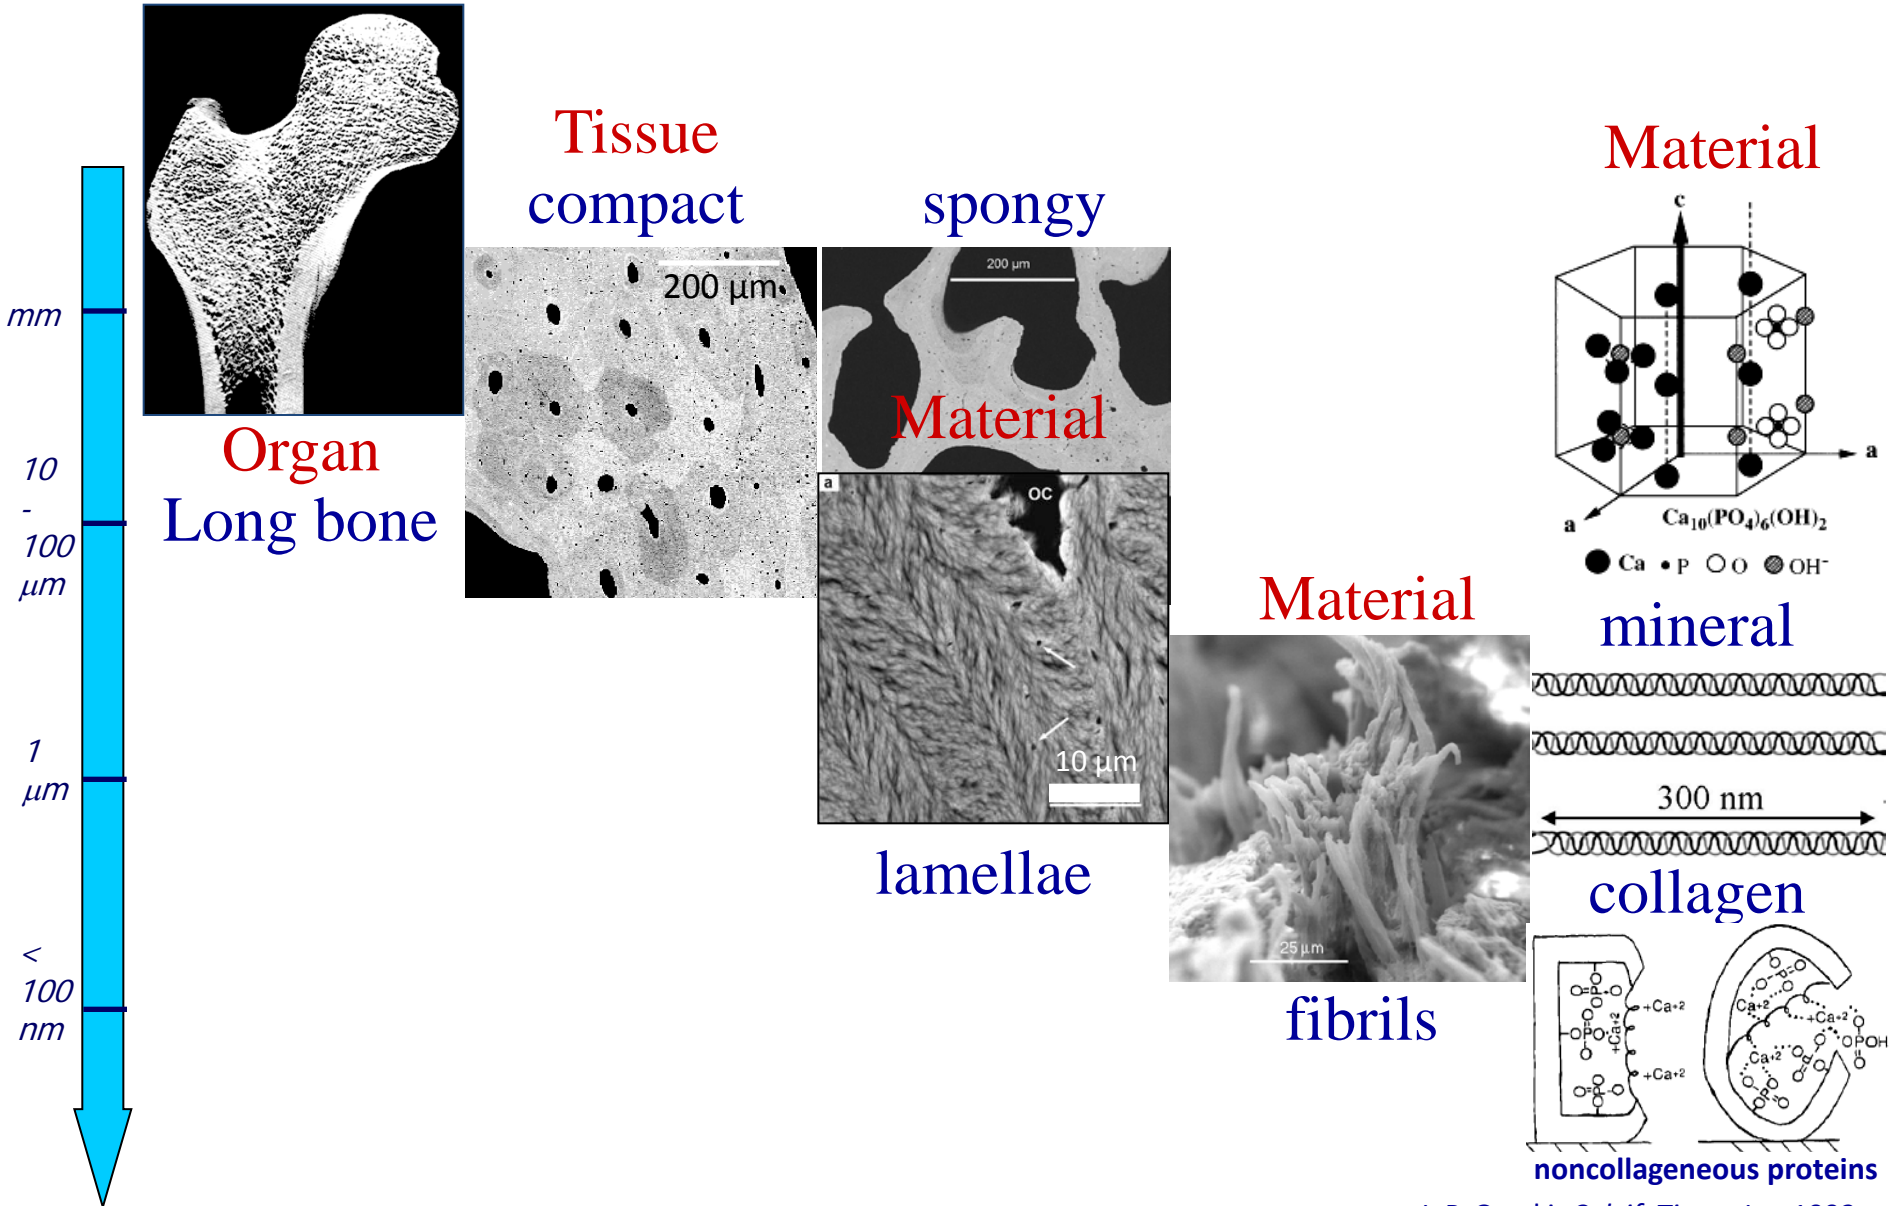 mm
10
-
100
μm
1
μm
<
100
nm
Organ
Long bone
Tissue
compact
200 μm
spongy
200 μm
Material
a
OC
10 μm
lamellae
Material
25 μm
fibrils
Material
c
a
a
Ca10(PO4)6(OH)2
Ca P O OH-
mineral
300 nm
collagen
O=P-O
O
O
O=P-O
O
+Ca+2
+Ca+2
+Ca+2
O=P-O
O
Ca+2
+Ca+2
Ca+2
O
O P OH
O
P
noncollageneous proteins